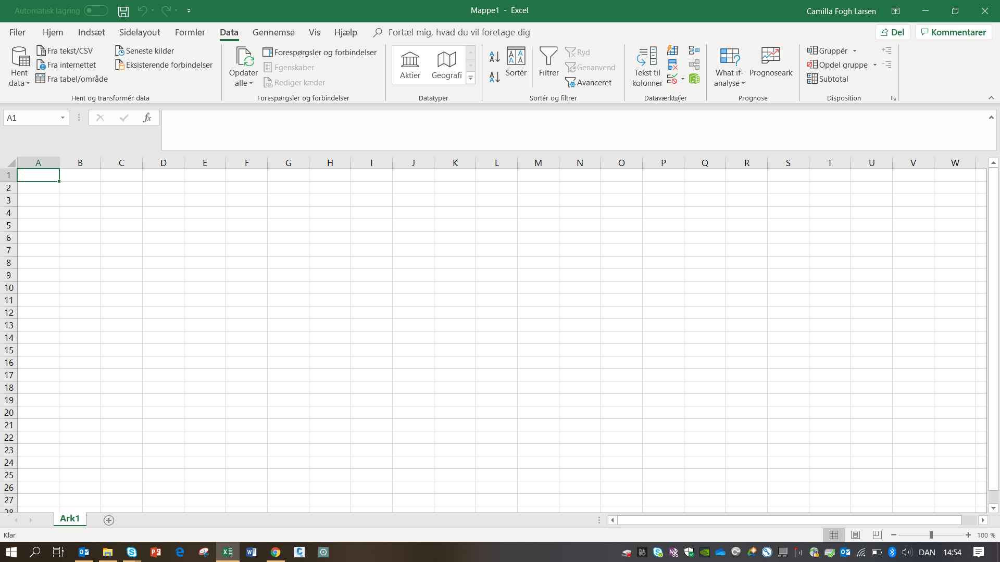 Automatisk lagring
Mappe1 - Excel
Camilla Fogh Larsen
Filer Hjem Indsæt Sidelayout Formler Data Gennemse Vis Hjælp Fortæl mig, hvad du vil foretage dig Del Kommentarer
Hent data
Fra tekst/CSV
Fra internettet
Fra tabel/område
Seneste kilder
Eksisterende forbindelser
Hent og transformér data
Opdater alle
Forespørgsler og forbindelser
Egenskaber
Rediger kæder
Forespørgsler og forbindelser
Aktier
Geografi
Datatyper
Sortér
Filtrer
Ryd
Genanvend
Avanceret
Sortér og filtrer
Tekst til kolonner
Dataværktøjer
What if-analyse
Prognoseark
Prognose
Gruppér
Opdel gruppe
Subtotal
Disposition
A1
fx
A B C D E F G H I J K L M N O P Q R S T U V W
1
2
3
4
5
6
7
8
9
10
11
12
13
14
15
16
17
18
19
20
21
22
23
24
25
26
27
28
Ark1
Klar
100 %
DAN
14:54